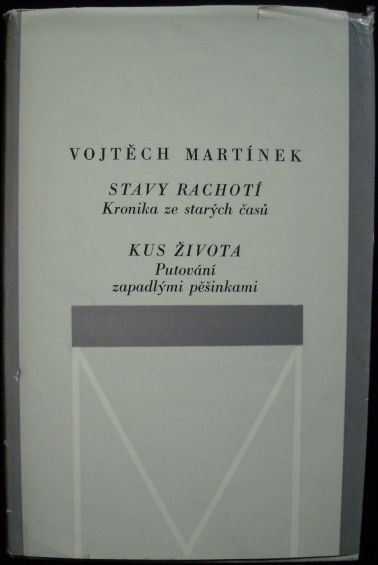 VOJTĚCH MARTÍNEK
STAVY RACHOTÍ
Kronika ze starých časů
KUS ŽIVOTA
Putování
zapadlými pěšinkami